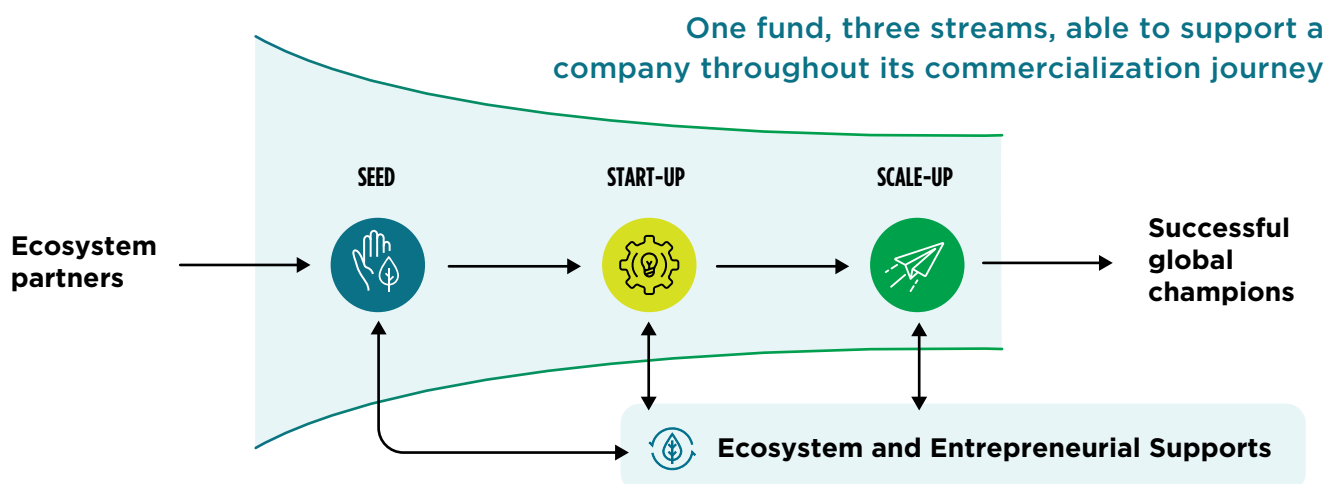 One fund, three streams, able to support a
company throughout its commercialization journey
SEED
START-UP
SCALE-UP
Ecosystem
partners
Successful
global
champions
Ecosystem and Entrepreneurial Supports